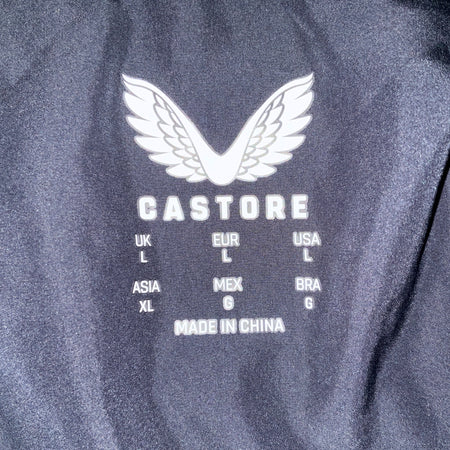 CASTORE
UK EUR USA
L L L
ASIA MEX BRA
XL G G
MADE IN CHINA